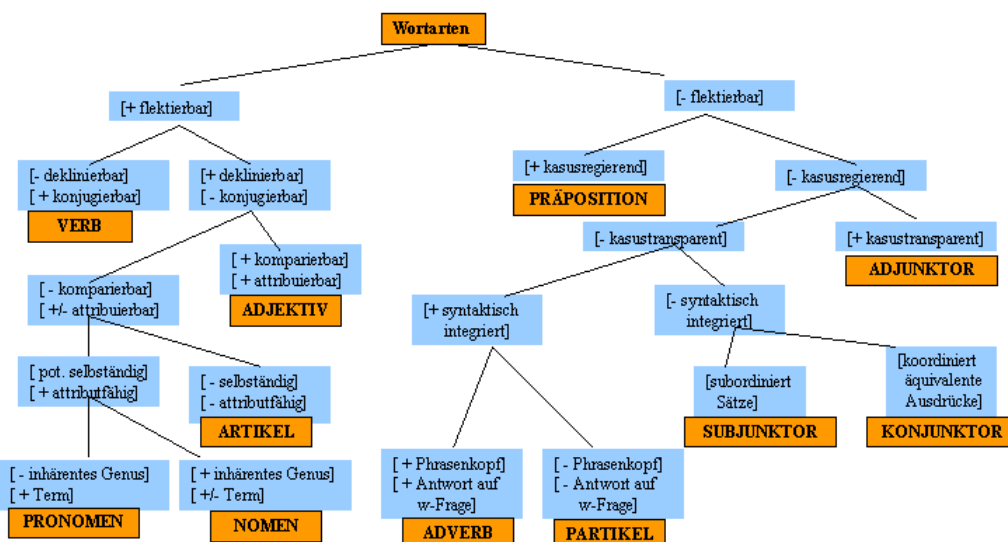 Wortarten
[+ flektierbar]
[- flektierbar]
[- deklinierbar]
[+ konjugierbar]
VERB
[+ deklinierbar]
[- konjugierbar]
[+ kasusregierend]
PRÄPOSITION
[- kasusregierend]
[- komparierbar]
[+/- attribuierbar]
[+ komparierbar]
[+ attribuierbar]
ADJEKTIV
[- kasustransparent]
[+ kasustransparent]
ADJUNKTOR
[+ syntaktisch
integriert]
[- syntaktisch
integriert]
[ pot. selbständig]
[+ attributfähig]
[- selbständig]
[- attributfähig]
ARTIKEL
[subordiniert
Sätze]
SUBJUNKTOR
[koordiniert
äquivalente
Ausdrücke]
KONJUNKTOR
[- inhärentes Genus]
[+ Term]
PRONOMEN
[+ inhärentes Genus]
[+/- Term]
NOMEN
[+ Phrasenkopf]
[+ Antwort auf
w-Frage]
ADVERB
[- Phrasenkopf]
[- Antwort auf
w-Frage]
PARTIKEL